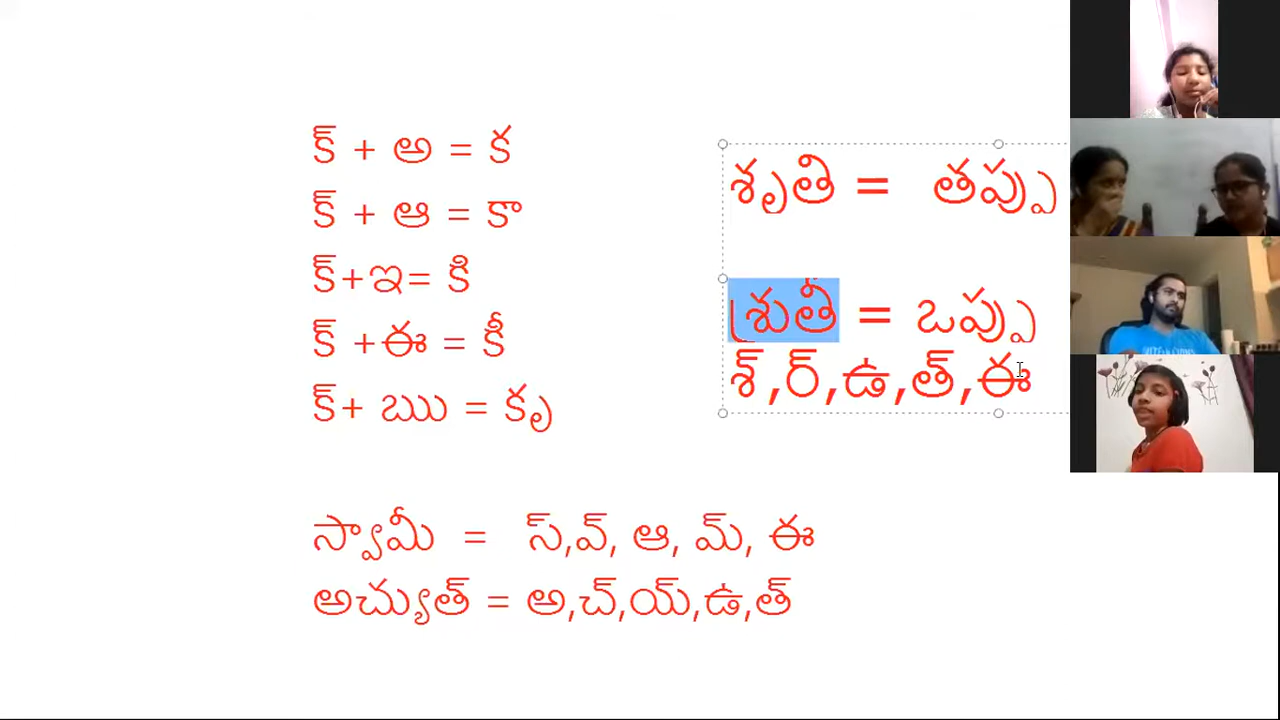 క్ + అ = క
క్ + ఆ = కా
క్+ఇ= కి
క్ +ఈ = కీ
క్+ ఋ = కృ
స్వామీ = స్,వ్, ఆ, మ్, ఈ
అచ్యుత్ = అ,చ్,య్,ఉ,త్
శృతి = తప్పు
శ్రుతీ = ఒప్పు
శ్,ర్,ఉ,త్,ఈ